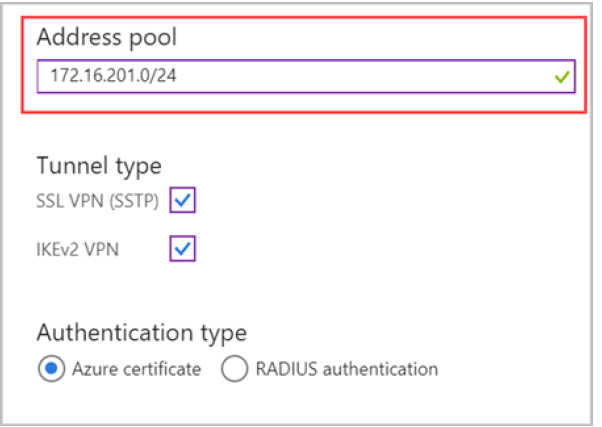 Address pool
172.16.201.0/24
Tunnel type
SSL VPN (SSTP)
IKEv2 VPN
Authentication type
Azure certificate RADIUS authentication